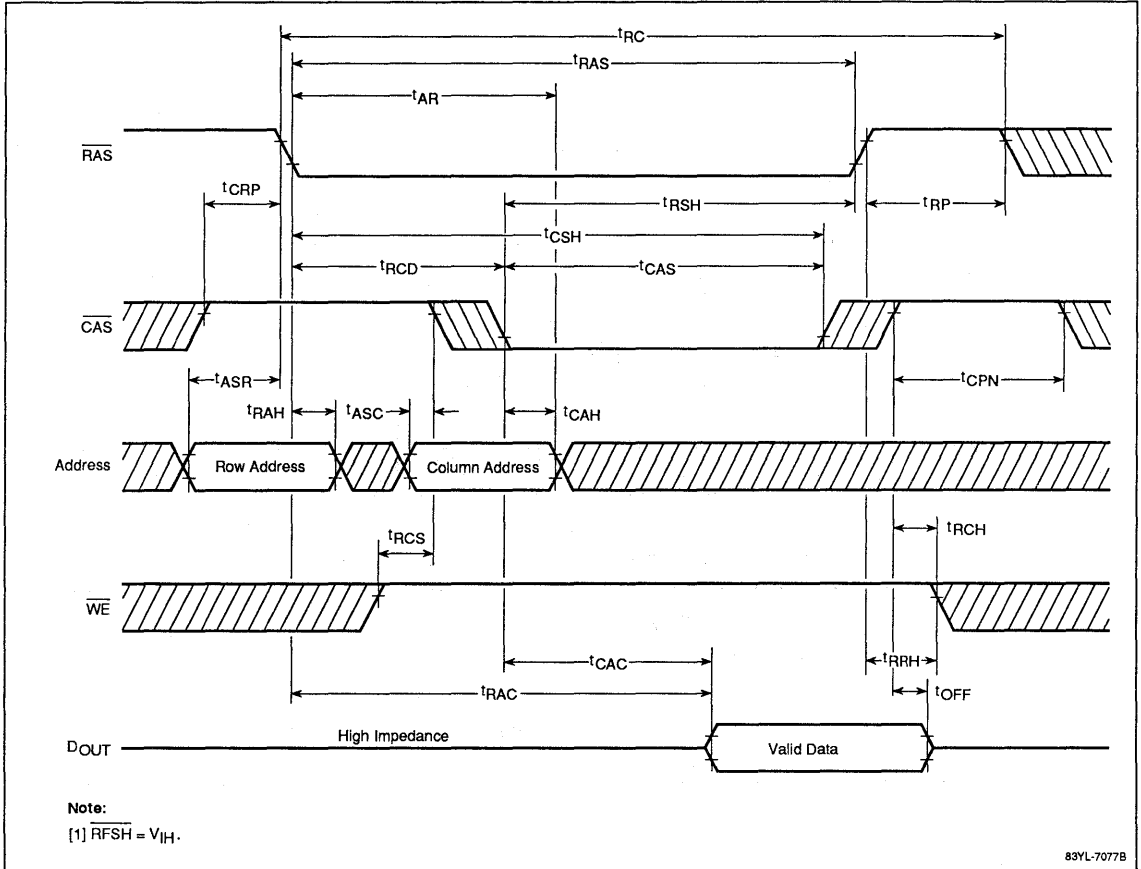 tRC
tRAS
tAR
RAS
tCRP
tRSH
tRP
tCSH
tRCD
tCAS
CAS
tASR
tCPN
tRAH
tASC
tCAH
Address
Row Address
Column Address
tRCS
tRCH
WE
tCAC
tRRH
tRAC
tOFF
High Impedance
DOUT
Valid Data
Note:
[1] RFSH = VIH.
83YL-7077B